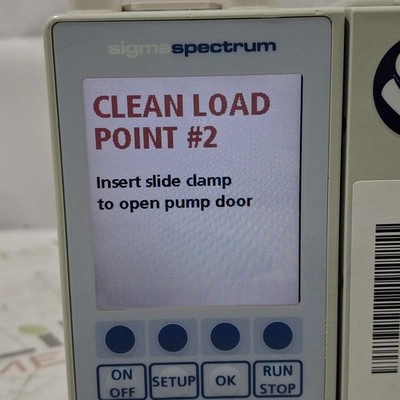 sigmaspectrum
CLEAN LOAD
POINT #2
Insert slide clamp
to open pump door
ON
OFF
SETUP
OK
RUN
STOP